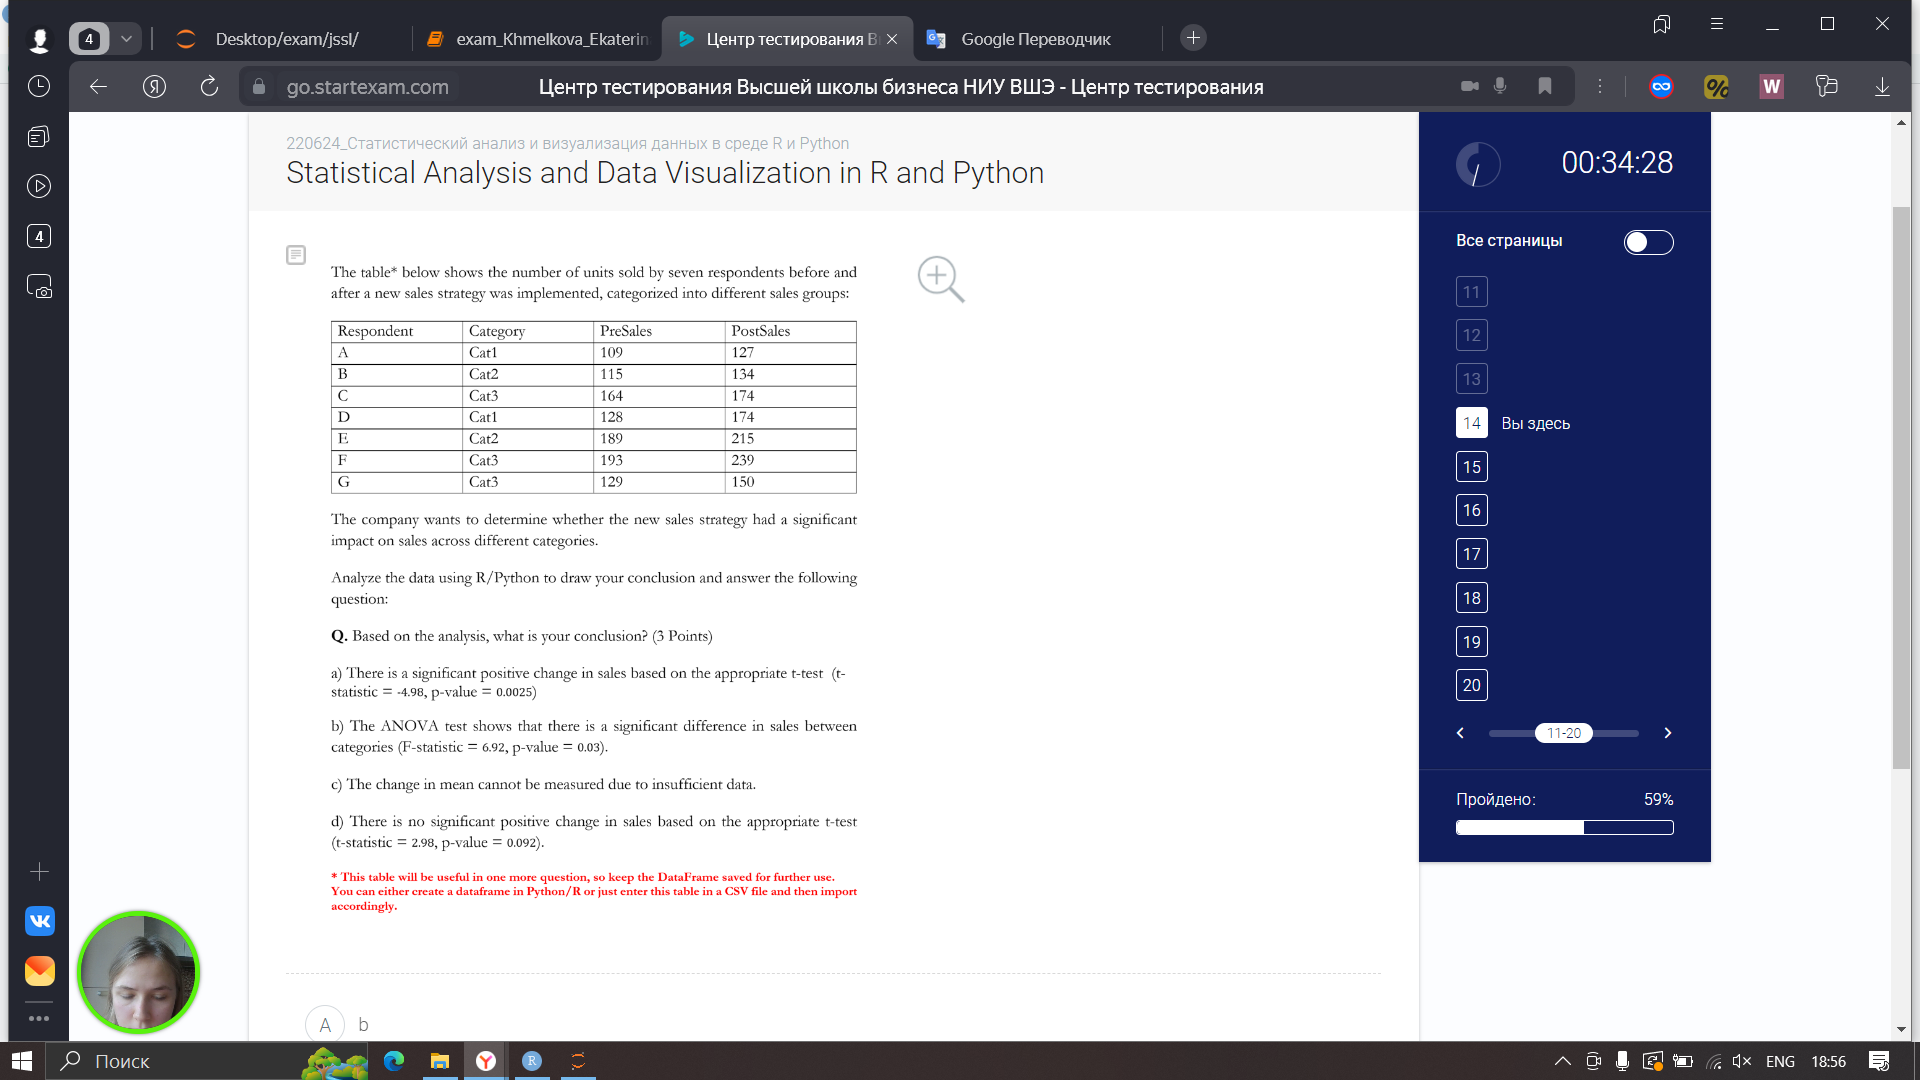 4
Desktop/exam/jssl/
exam_Khmelkova_Ekaterin
Центр тестирования В
Google Переводчик
go.startexam.com
Центр тестирования Высшей школы бизнеса НИУ ВШЭ - Центр тестирования
W
4
220624_Статистический анализ и визуализация данных в среде R и Python
Statistical Analysis and Data Visualization in R and Python
The table* below shows the number of units sold by seven respondents before and
after a new sales strategy was implemented, categorized into different sales groups:
Respondent Category PreSales PostSales
A Cat1 109 127
B Cat2 115 134
C Cat3 164 174
D Cat1 128 174
E Cat2 189 215
F Cat3 193 239
G Cat3 129 150
The company wants to determine whether the new sales strategy had a significant
impact on sales across different categories.
Analyze the data using R/Python to draw your conclusion and answer the following
question:
Q. Based on the analysis, what is your conclusion? (3 Points)
a) There is a significant positive change in sales based on the appropriate t-test (t-
statistic = -4.98, p-value = 0.0025)
b) The ANOVA test shows that there is a significant difference in sales between
categories (F-statistic = 6.92, p-value = 0.03).
c) The change in mean cannot be measured due to insufficient data.
d) There is no significant positive change in sales based on the appropriate t-test
(t-statistic = 2.98, p-value = 0.092).
* This table will be useful in one more question, so keep the DataFrame saved for further use.
You can either create a dataframe in Python/R or just enter this table in a CSV file and then import
accordingly.
A b
00:34:28
Все страницы
11
12
13
14 Вы здесь
15
16
17
18
19
20
11-20
Пройдено: 59%
Поиск
ENG
18:56